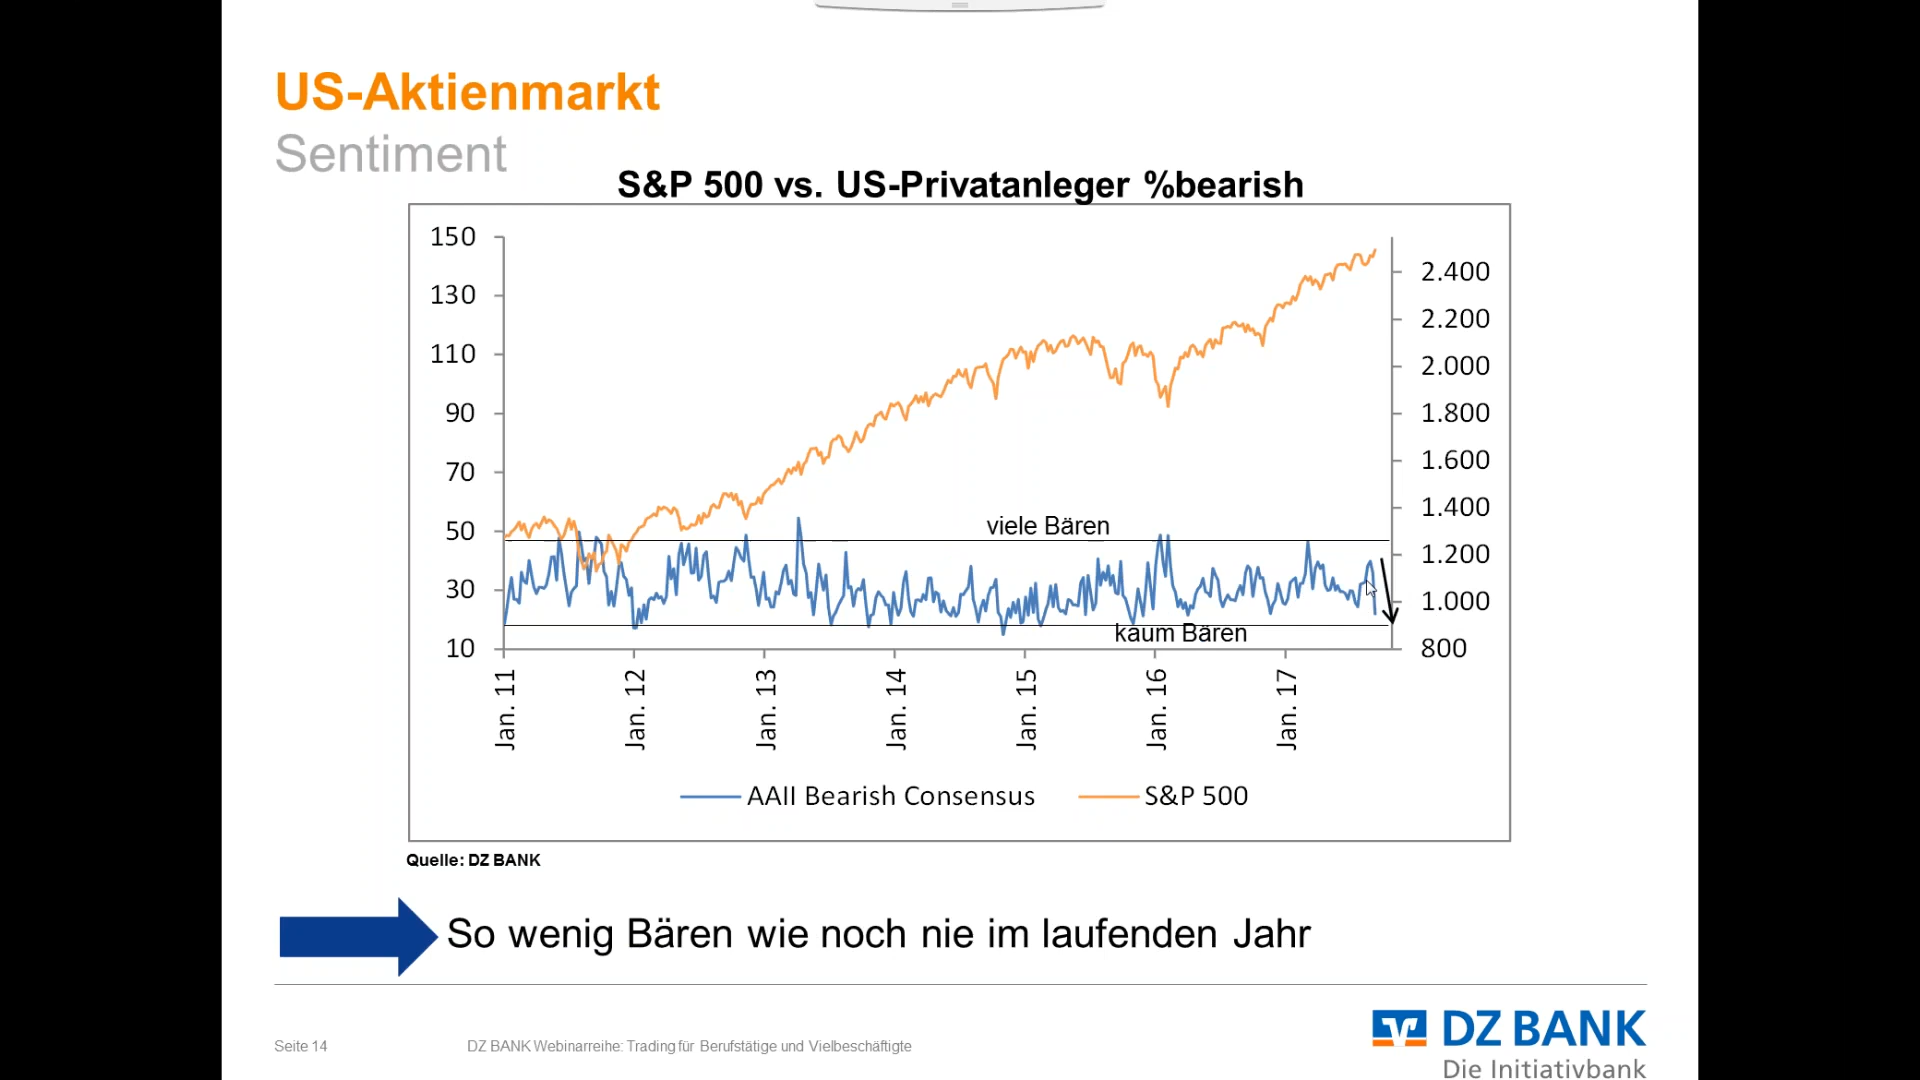 US-Aktienmarkt
Sentiment
S&P 500 vs. US-Privatanleger %bearish
150
130
110
90
70
50
30
10
2.400
2.200
2.000
1.800
1.600
1.400
1.200
1.000
800
viele Bären
kaum Bären
Jan. 11
Jan. 12
Jan. 13
Jan. 14
Jan. 15
Jan. 16
Jan. 17
AAII Bearish Consensus
S&P 500
Quelle: DZ BANK
So wenig Bären wie noch nie im laufenden Jahr
Seite 14
DZ BANK Webinarreihe: Trading für Berufstätige und Vielbeschäftigte
DZ BANK
Die Initiativbank